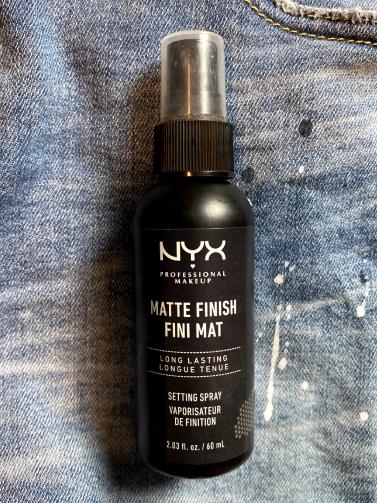 NYX
PROFESSIONAL
MAKEUP
MATTE FINISH
FINI MAT
LONG LASTING
LONGUE TENUE
SETTING SPRAY
VAPORISATEUR
DE FINITION
2.03 fl. oz. / 60 mL